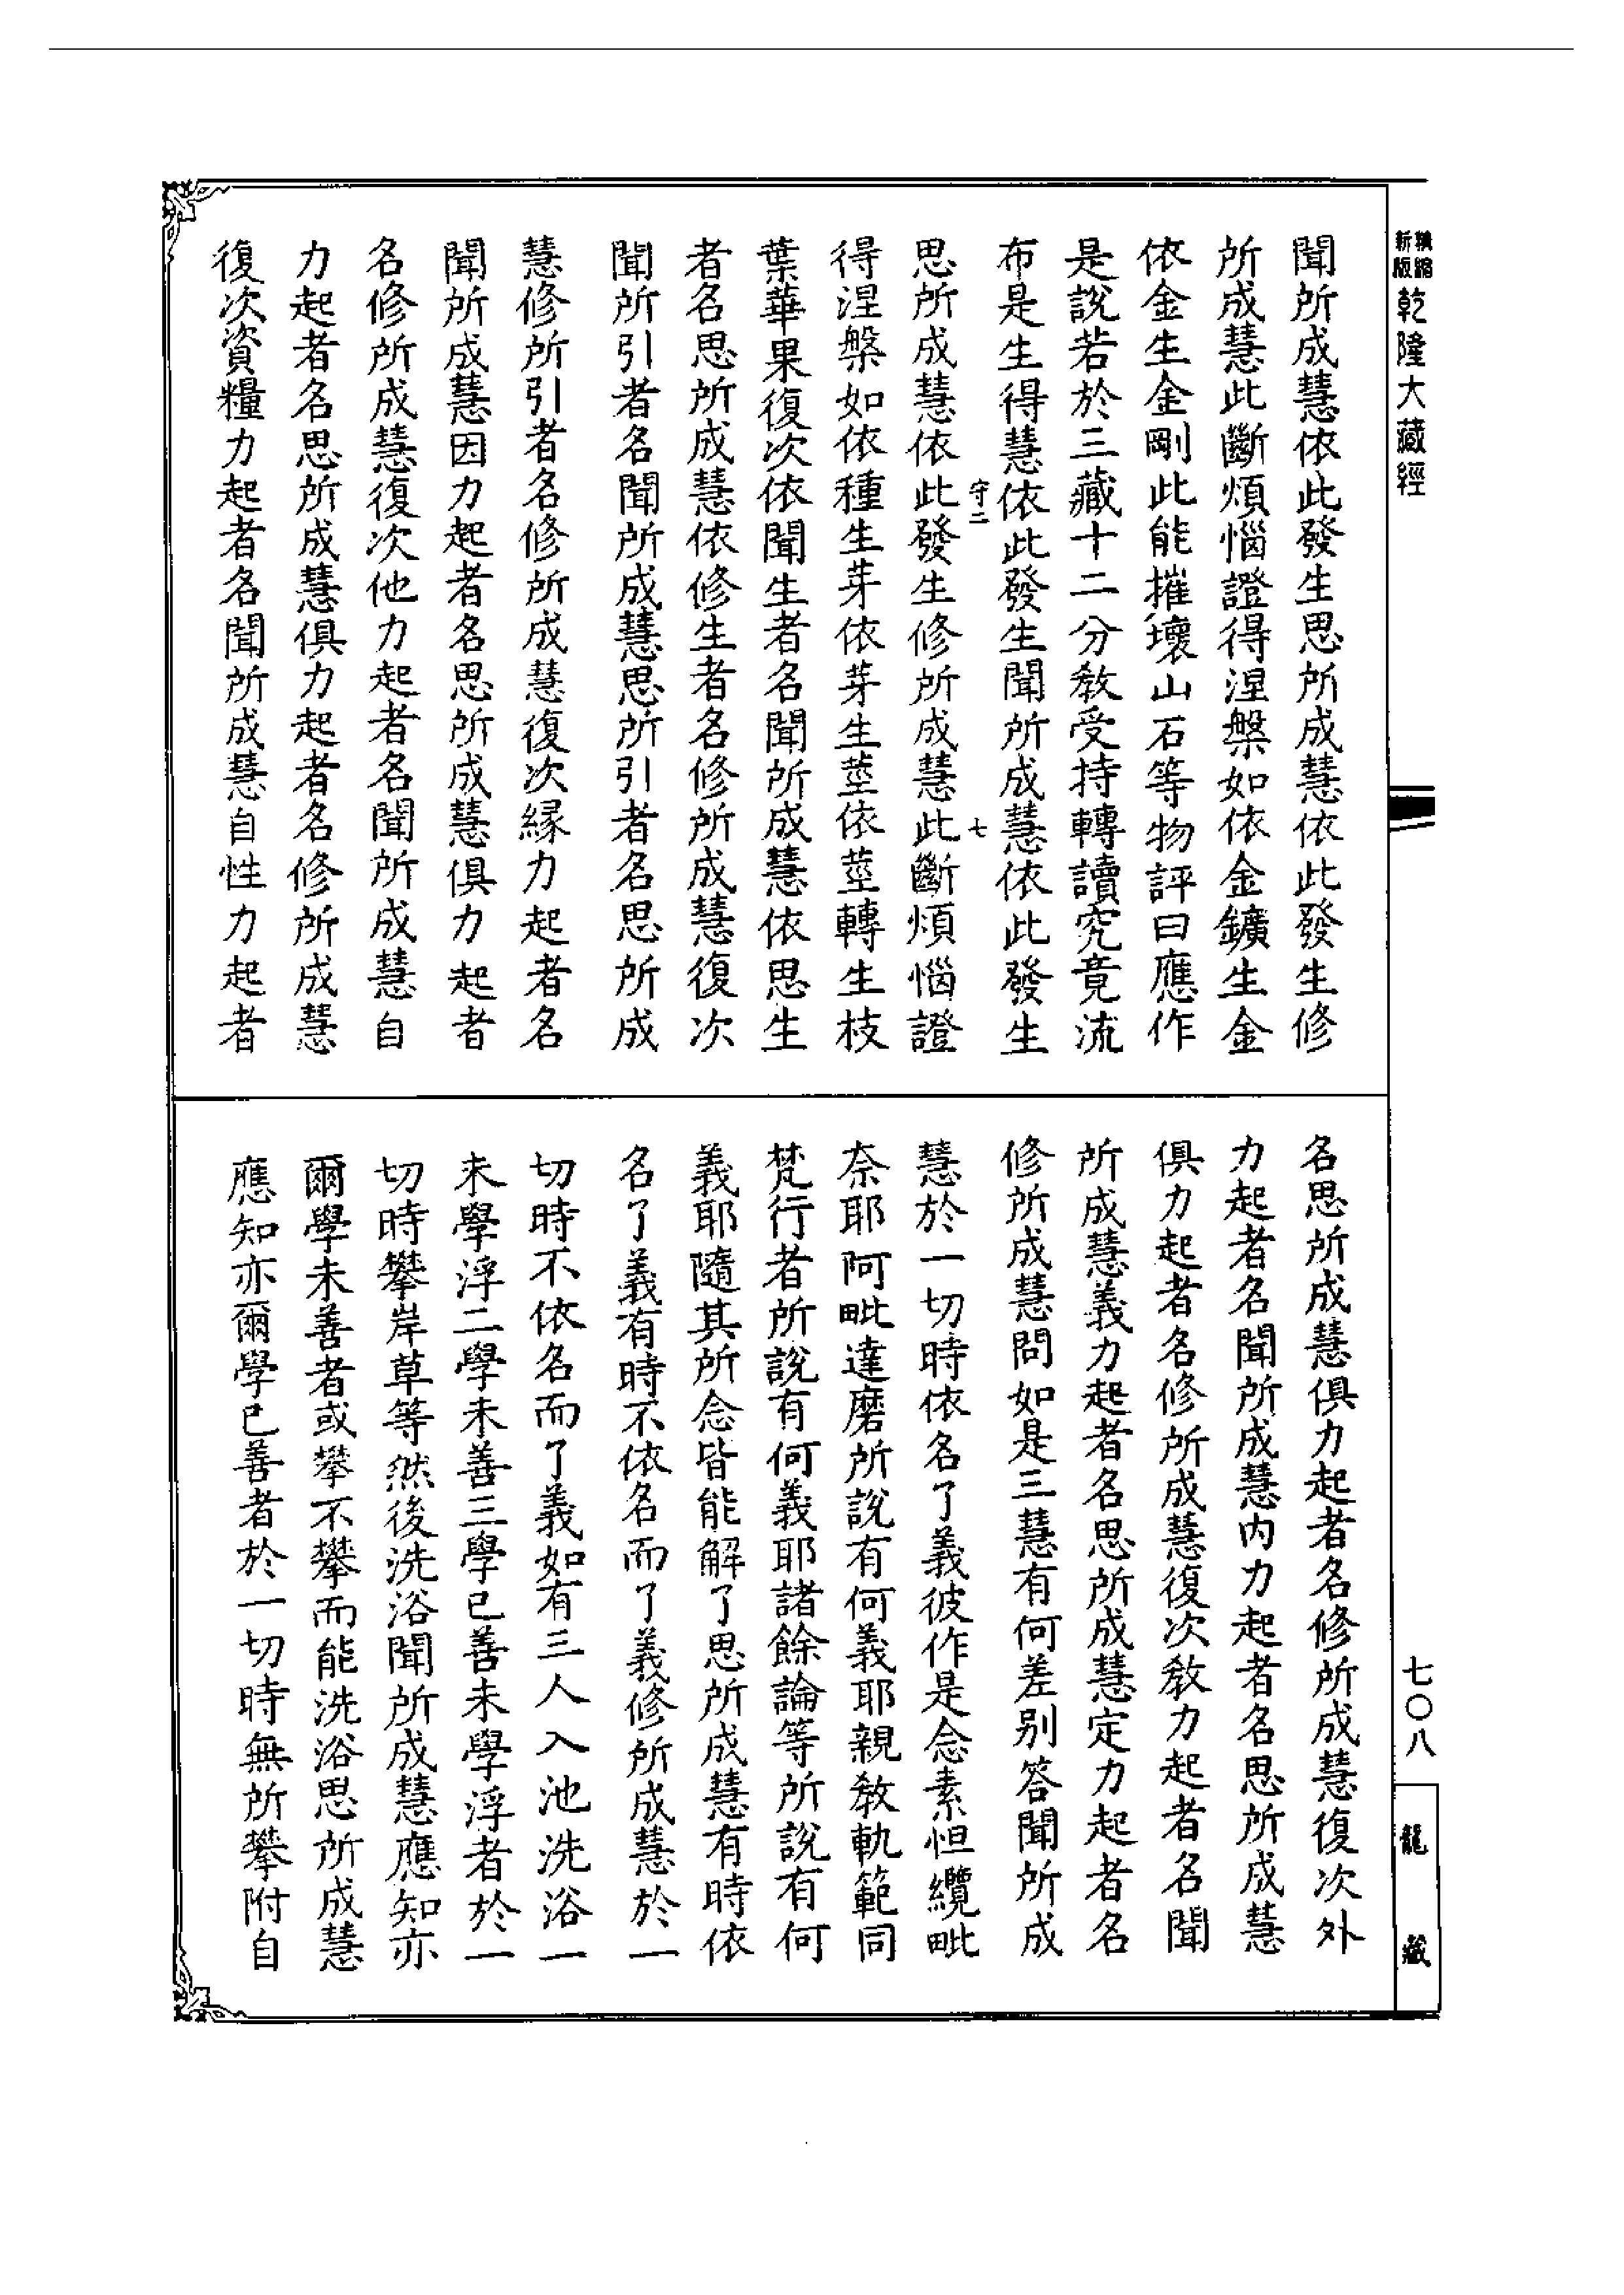 新版精縮乾隆大藏經
聞所成慧依此發生思所成慧依此發生修
所成慧此斷煩惱證得涅槃如依金鑛生金
依金生金剛此能摧壞山石等物評曰應作
是說若於三藏十二分教受持轉讀究竟流
布是生得慧依此發生聞所成慧依此發生
守二 七
思所成慧依此發生修所成慧此斷煩惱證
得涅槃如依種生芽依芽生莖依莖轉生枝
葉華果復次依聞生者名聞所成慧依思生
者名思所成慧依修生者名修所成慧復次
聞所引者名聞所成慧思所引者名思所成
慧修所引者名修所成慧復次緣力起者名
聞所成慧因力起者名思所成慧俱力起者
名修所成慧復次他力起者名聞所成慧自
力起者名思所成慧俱力起者名修所成慧
復次資糧力起者名聞所成慧自性力起者
名思所成慧俱力起者名修所成慧復次外
力起者名聞所成慧內力起者名思所成慧
俱力起者名修所成慧復次教力起者名聞
所成慧義力起者名思所成慧定力起者名
修所成慧問如是三慧有何差別答聞所成
慧於一切時依名了義彼作是念素怛纜毗
奈耶阿毗達磨所說有何義耶親教軌範同
梵行者所說有何義耶諸餘論等所說有何
義耶隨其所念皆能解了思所成慧有時依
名了義有時不依名而了義修所成慧於一
切時不依名而了義如有三人入池洗浴一
未學浮二學未善三學已善未學浮者於一
切時攀岸草等然後洗浴聞所成慧應知亦
爾學未善者或攀不攀而能洗浴思所成慧
應知亦爾學已善者於一切時無所攀附自
七〇八
龍藏